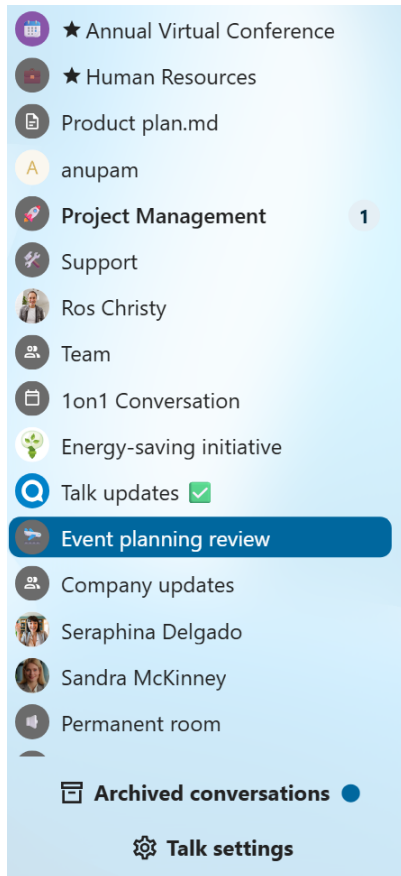 ★ Annual Virtual Conference
★ Human Resources
Product plan.md
A anupam
Project Management 1
Support
Ros Christy
Team
1on1 Conversation
Energy-saving initiative
Talk updates ✅
Event planning review
Company updates
Seraphina Delgado
Sandra McKinney
Permanent room
Archived conversations
Talk settings